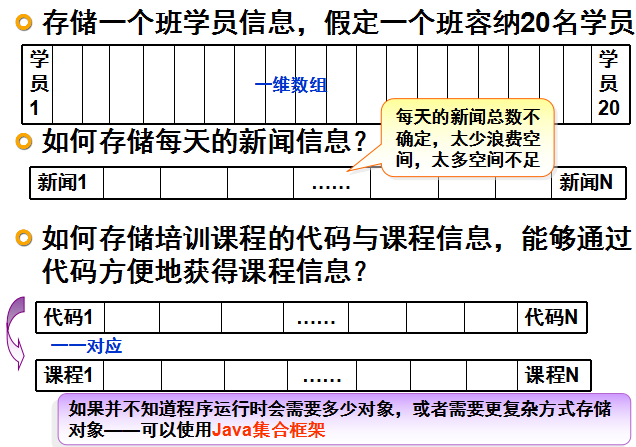 存储一个班学员信息，假定一个班容纳20名学员
学
员
1
一维数组
学
员
20
每天的新闻总数不
确定，太少浪费空
间，太多空间不足
如何存储每天的新闻信息？
新闻1
……
新闻N
如何存储培训课程的代码与课程信息，能够通过
代码方便地获得课程信息？
代码1
……
代码N
一一对应
课程1
……
课程N
如果并不知道程序运行时会需要多少对象，或者需要更复杂方式存储
对象——可以使用Java集合框架